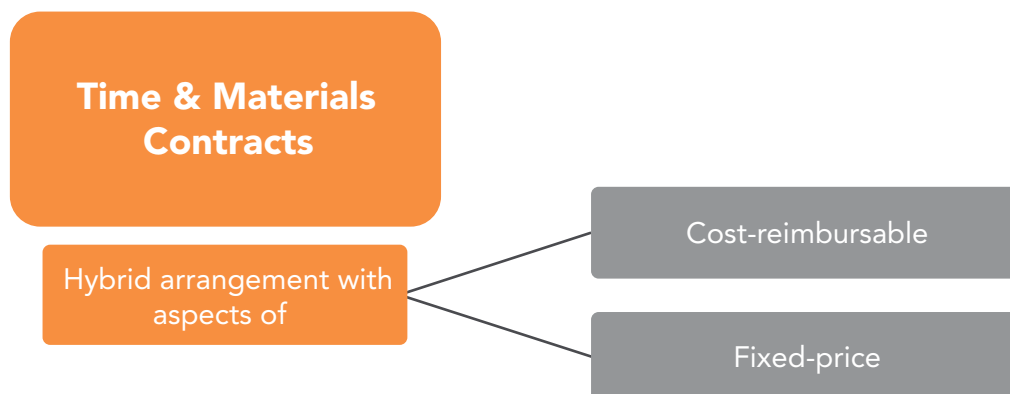 Time & Materials
Contracts
Hybrid arrangement with
aspects of
Cost-reimbursable
Fixed-price